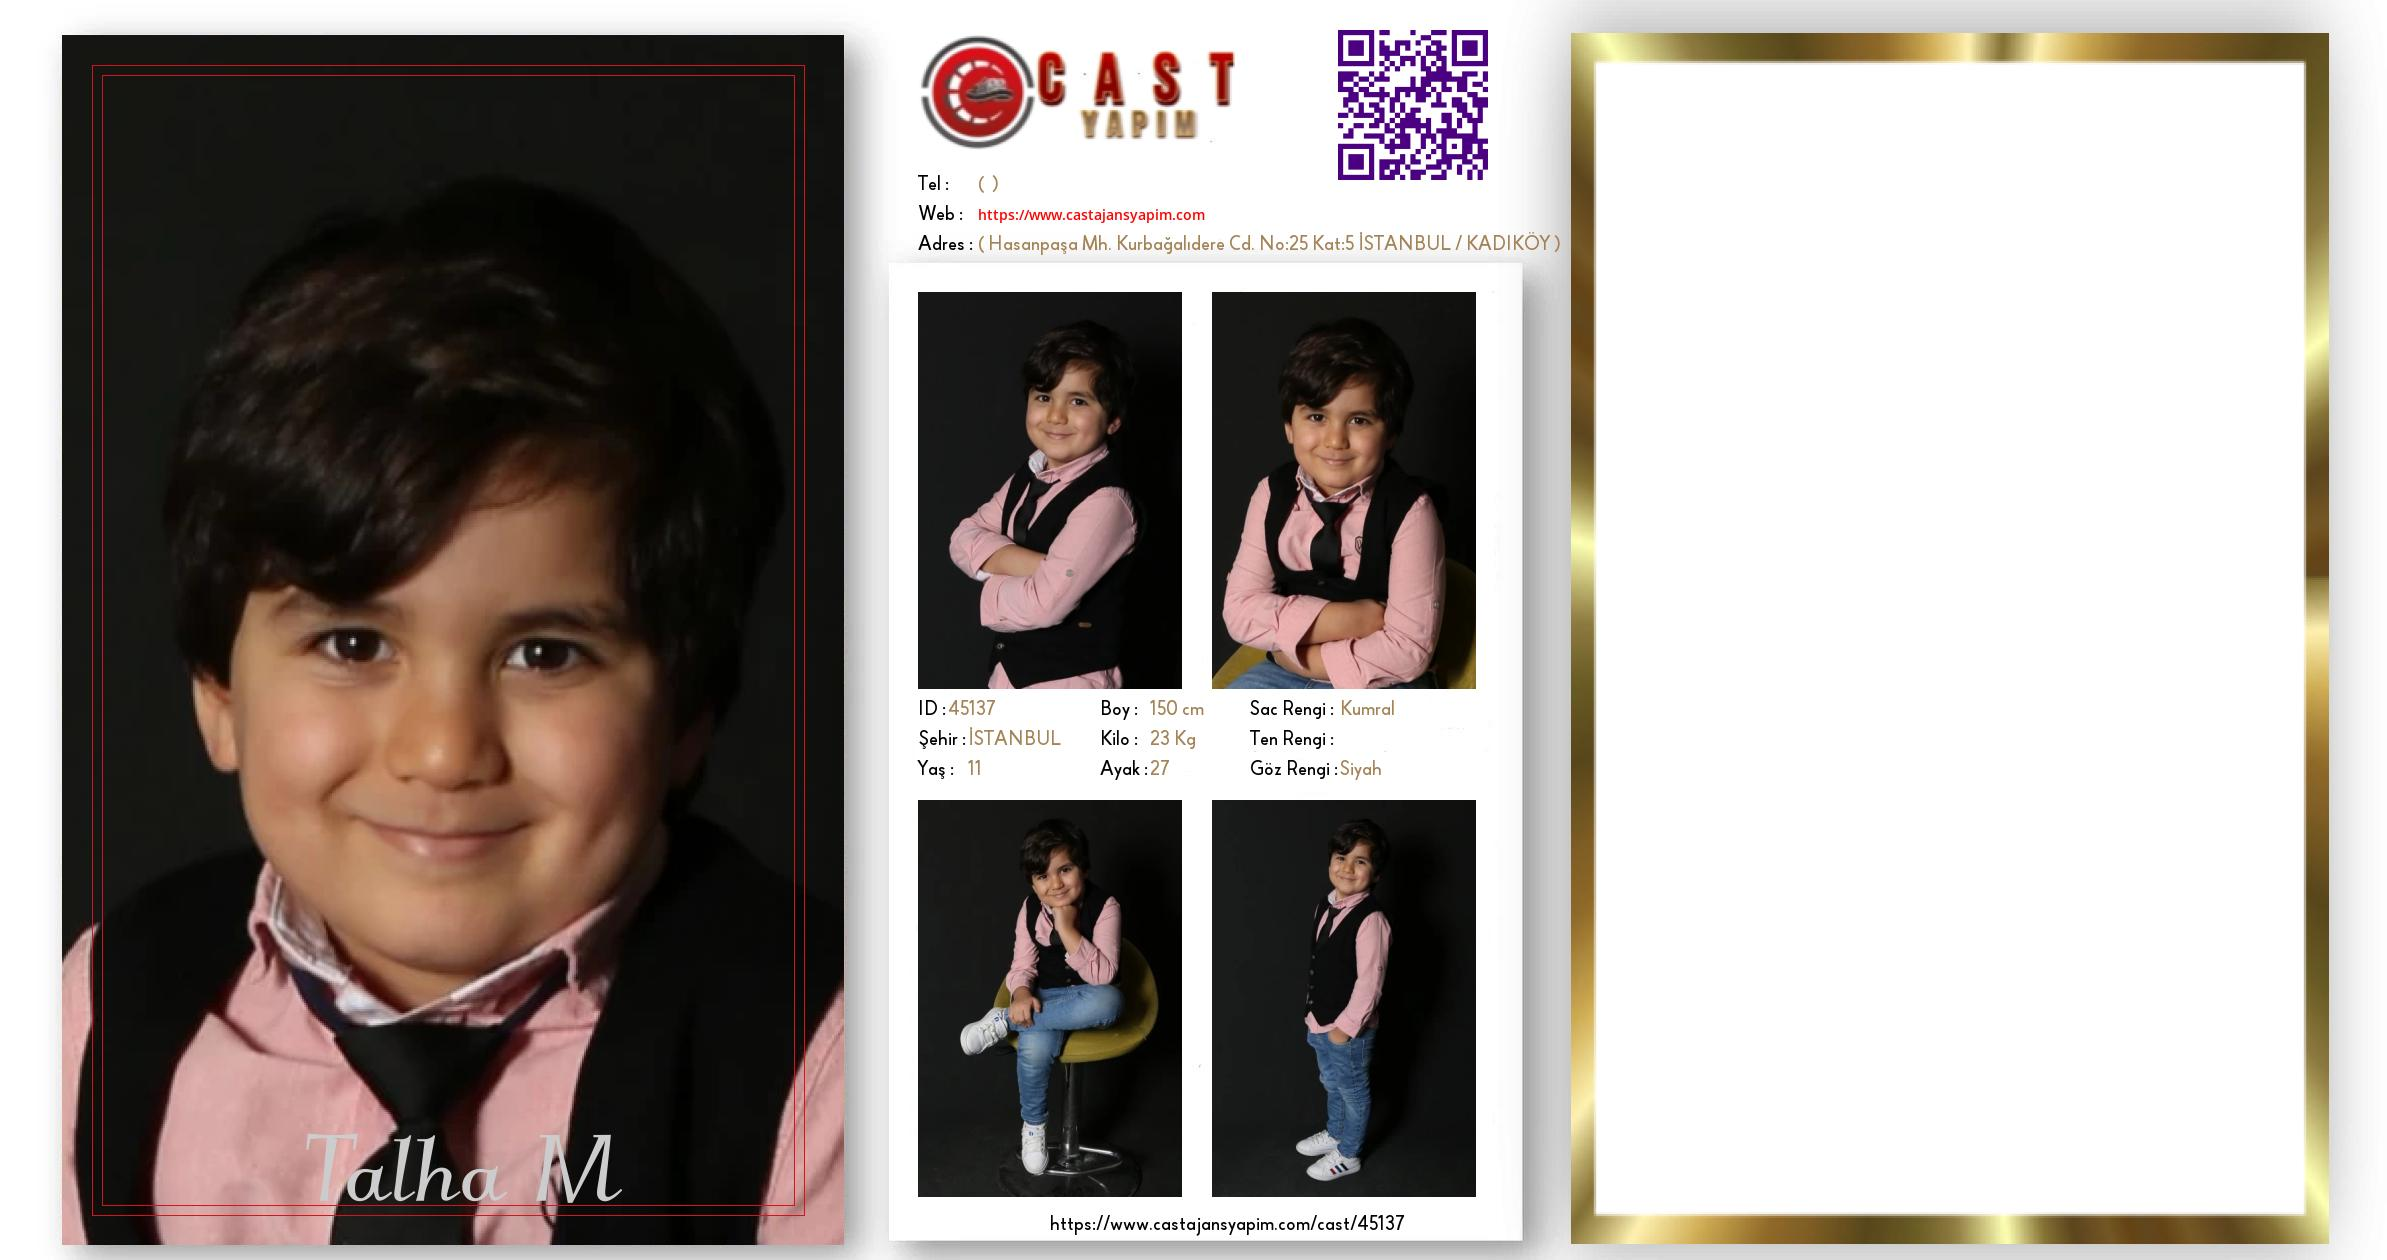 Talha M
CAST
YAPIM
Tel : ( )
Web : https://www.castajansyapim.com
Adres : ( Hasanpaşa Mh. Kurbağalıdere Cd. No:25 Kat:5 İSTANBUL / KADIKÖY )
ID : 45137 Boy : 150 cm Sac Rengi : Kumral
Şehir : İSTANBUL Kilo : 23 Kg Ten Rengi :
Yaş : 11 Ayak : 27 Göz Rengi : Siyah
https://www.castajansyapim.com/cast/45137